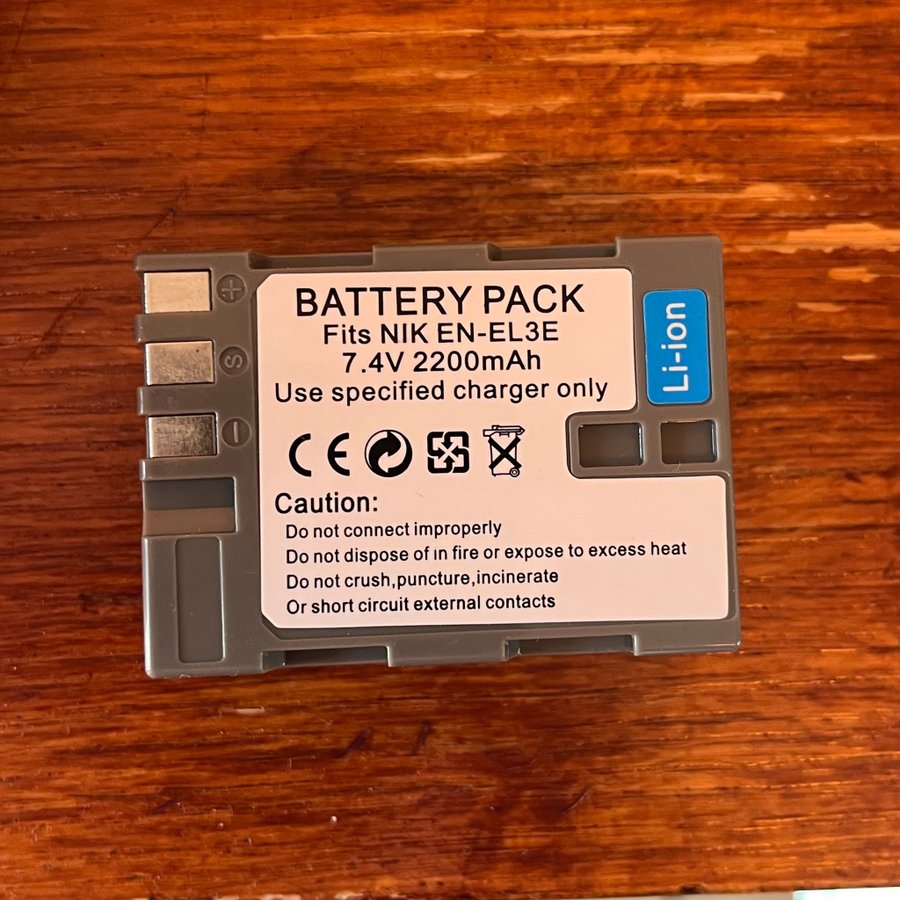 BATTERY PACK
Fits NIK EN-EL3E
7.4V 2200mAh
Use specified charger only
Li-ion
+
S
-
CE
Caution:
Do not connect improperly
Do not dispose of in fire or expose to excess heat
Do not crush,puncture,incinerate
Or short circuit external contacts